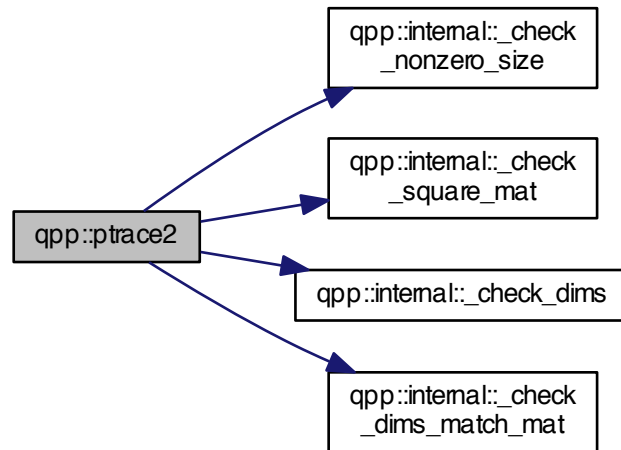 qpp::internal::_check
_nonzero_size
qpp::internal::_check
_square_mat
qpp::ptrace2
qpp::internal::_check_dims
qpp::internal::_check
_dims_match_mat